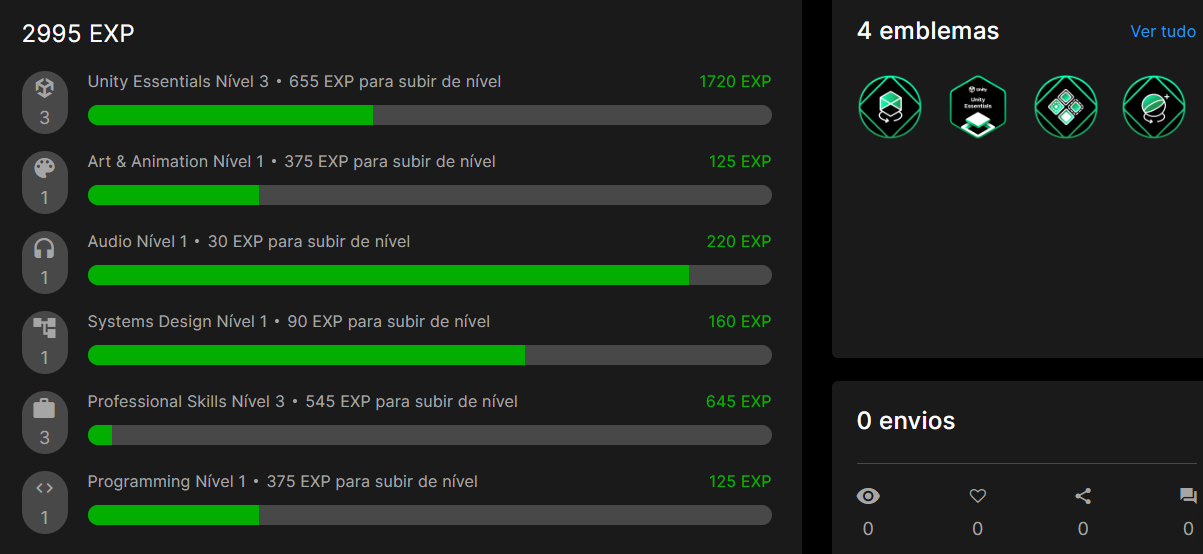 2995 EXP
3
Unity Essentials Nível 3 • 655 EXP para subir de nível 1720 EXP
1
Art & Animation Nível 1 • 375 EXP para subir de nível 125 EXP
1
Audio Nível 1 • 30 EXP para subir de nível 220 EXP
1
Systems Design Nível 1 • 90 EXP para subir de nível 160 EXP
3
Professional Skills Nível 3 • 545 EXP para subir de nível 645 EXP
1
Programming Nível 1 • 375 EXP para subir de nível 125 EXP
4 emblemas Ver tudo
Unity
Unity
Essentials
0 envios
0 0 0 0